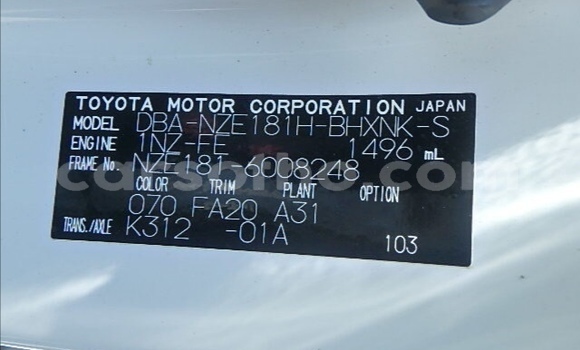 TOYOTA MOTOR CORPORATION JAPAN
MODEL DBA-NZE181H-BHXNK-S
ENGINE 1NZ-FE 1496 mL
FRAME No. NZE181-6008248
COLOR TRIM PLANT OPTION
070 FA20 A31
TRANS./AXLE K312 -01A 103